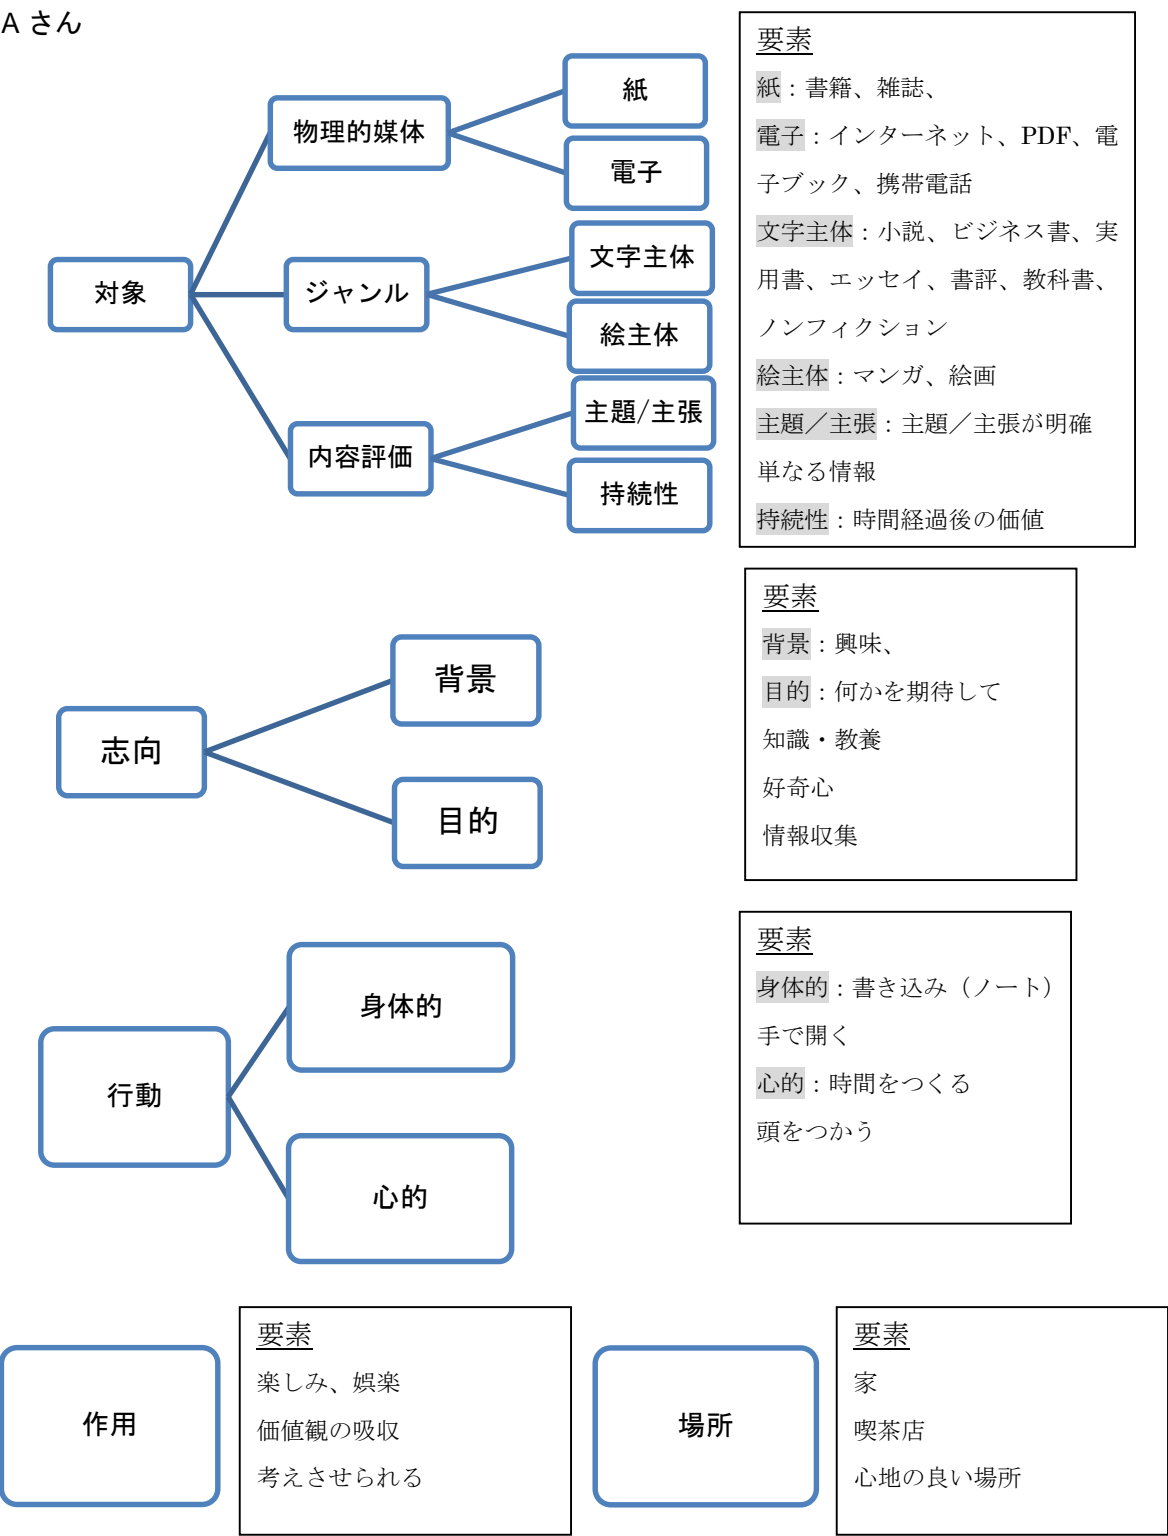 Aさん
物理的媒体
紙
電子
対象
ジャンル
文字主体
絵主体
内容評価
主題/主張
持続性
要素
紙：書籍、雑誌、
電子：インターネット、PDF、電
子ブック、携帯電話
文字主体：小説、ビジネス書、実
用書、エッセイ、書評、教科書、
ノンフィクション
絵主体：マンガ、絵画
主題／主張：主題／主張が明確
単なる情報
持続性：時間経過後の価値
志向
背景
目的
要素
背景：興味、
目的：何かを期待して
知識・教養
好奇心
情報収集
行動
身体的
心的
要素
身体的：書き込み（ノート）
手で開く
心的：時間をつくる
頭をつかう
作用
要素
楽しみ、娯楽
価値観の吸収
考えさせられる
場所
要素
家
喫茶店
心地の良い場所